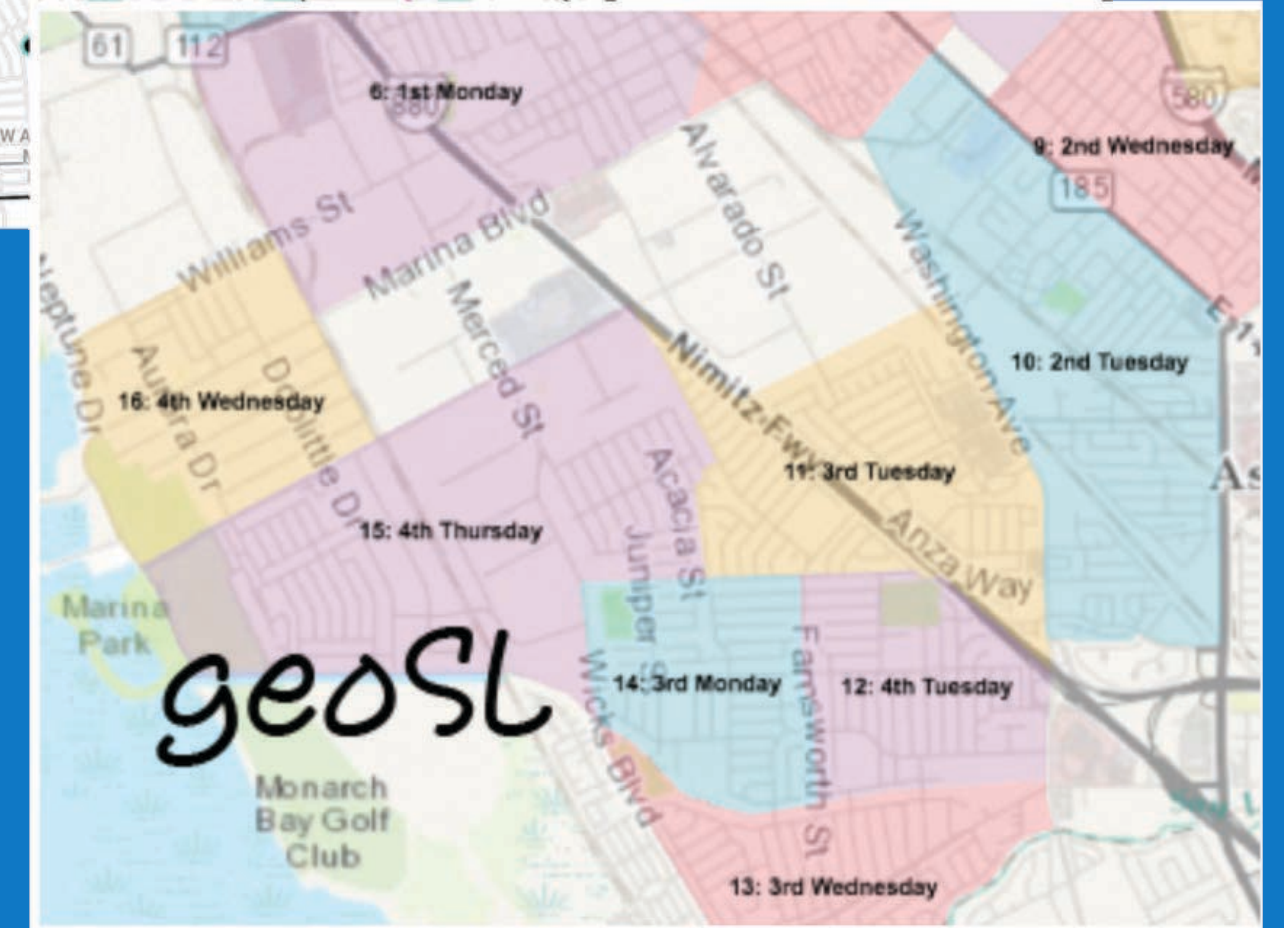 61
112
6: 1st Monday
880
580
9: 2nd Wednesday
185
Alvarado St
Williams St
Marina Blvd
Washington Ave
Neptune Dr
Merced St
E 1
Nimitz Fwy
10: 2nd Tuesday
Aurora Dr
Doolittle Dr
16: 4th Wednesday
11: 3rd Tuesday
As
Acacia St
15: 4th Thursday
Anza Way
Juniper S
Marina
Park
geoSL
Wicks Blvd
14: 3rd Monday
Farnsworth St
12: 4th Tuesday
Monarch
Bay Golf
Club
13: 3rd Wednesday